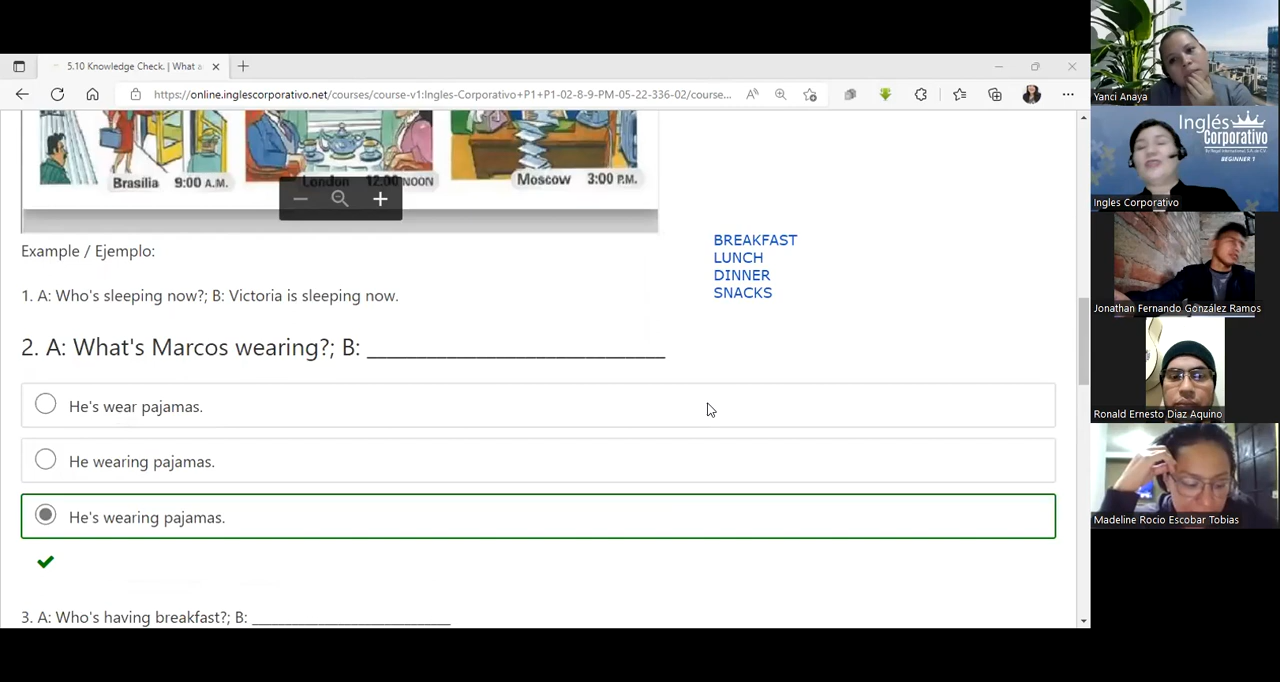 5.10 Knowledge Check. | What a
https://online.inglescorporativo.net/courses/course-v1:Ingles-Corporativo+P1+P1-02-8-9-PM-05-22-336-02/course...
Brasília 9:00 A.M.
London 12:00 NOON
Moscow 3:00 P.M.
Example / Ejemplo:
BREAKFAST
LUNCH
DINNER
SNACKS
1. A: Who's sleeping now?; B: Victoria is sleeping now.
2. A: What's Marcos wearing?; B: ______________________________
He's wear pajamas.
He wearing pajamas.
He's wearing pajamas.
3. A: Who's having breakfast?; B: ________________________
Yanci Anaya
Inglés
Corporativo
BEGINNER 1
Ingles Corporativo
Jonathan Fernando González Ramos
Ronald Ernesto Diaz Aquino
Madeline Rocio Escobar Tobias